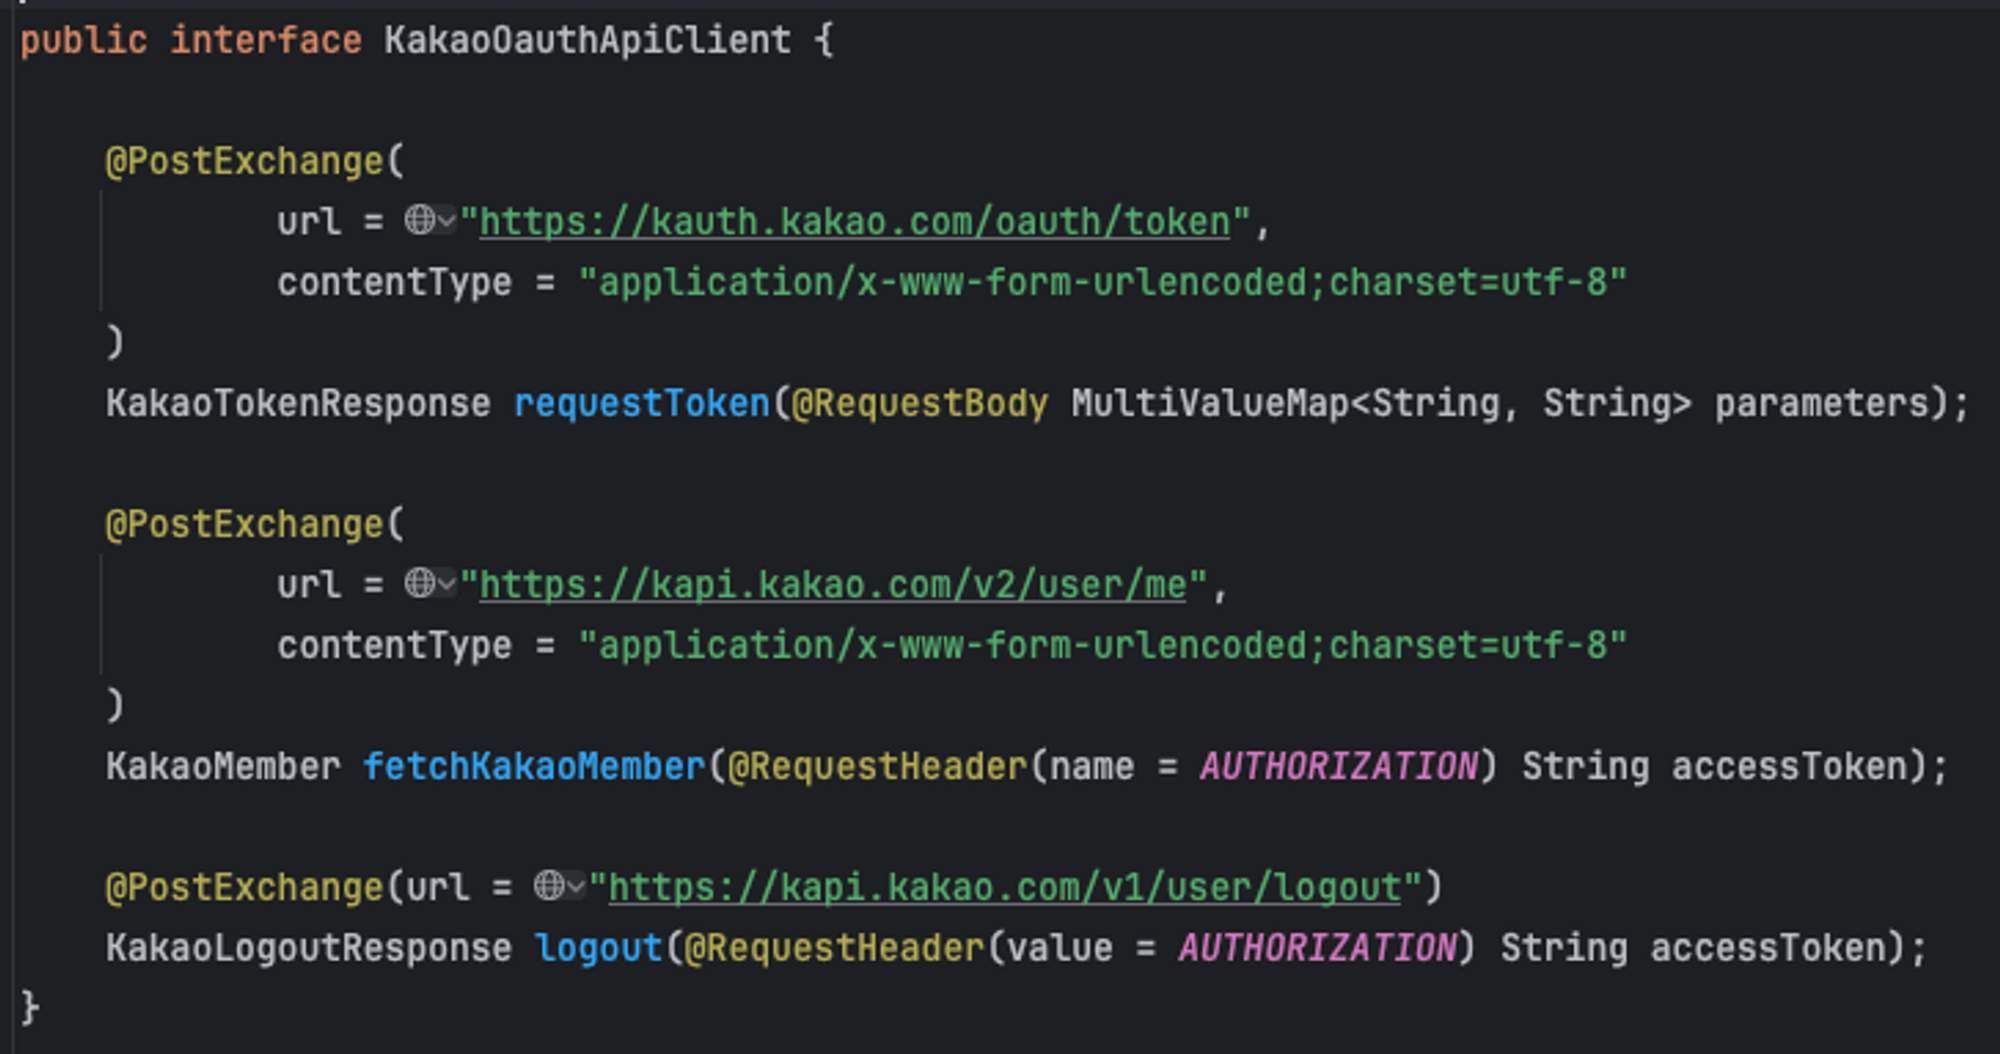 public interface KakaoOauthApiClient {
@PostExchange(
url = "https://kauth.kakao.com/oauth/token",
contentType = "application/x-www-form-urlencoded;charset=utf-8"
)
KakaoTokenResponse requestToken(@RequestBody MultiValueMap<String, String> parameters);
@PostExchange(
url = "https://kapi.kakao.com/v2/user/me",
contentType = "application/x-www-form-urlencoded;charset=utf-8"
)
KakaoMember fetchKakaoMember(@RequestHeader(name = AUTHORIZATION) String accessToken);
@PostExchange(url = "https://kapi.kakao.com/v1/user/logout")
KakaoLogoutResponse logout(@RequestHeader(value = AUTHORIZATION) String accessToken);
}